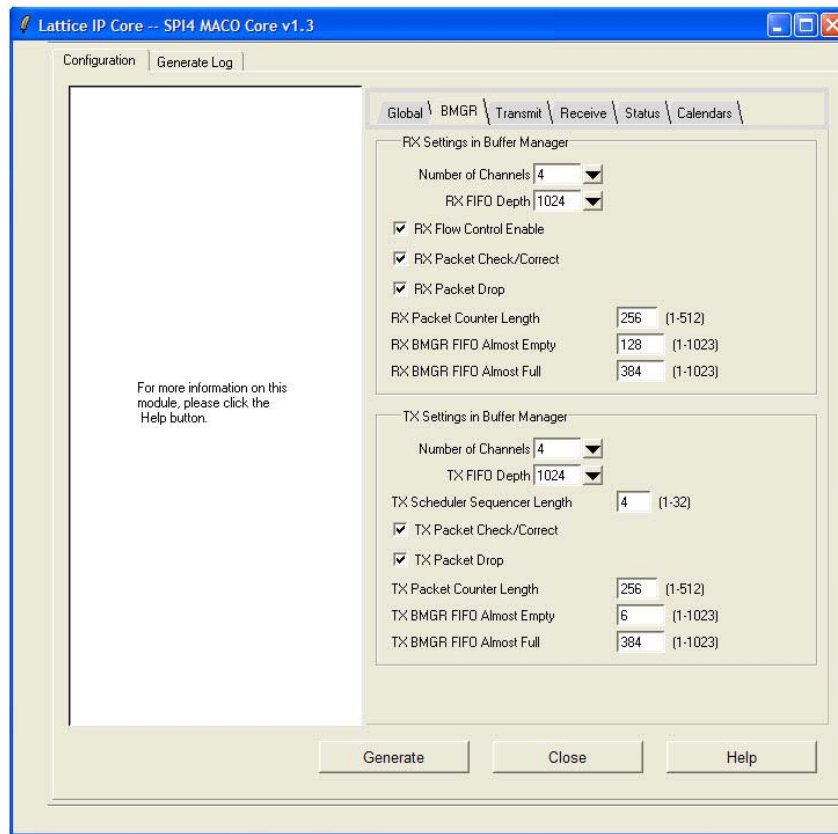 Lattice IP Core -- SPI4 MACO Core v1.3
Configuration Generate Log
For more information on this
module, please click the
Help button.
Global BMGR Transmit Receive Status Calendars
RX Settings in Buffer Manager
Number of Channels 4
RX FIFO Depth 1024
RX Flow Control Enable
RX Packet Check/Correct
RX Packet Drop
RX Packet Counter Length 256 (1-512)
RX BMGR FIFO Almost Empty 128 (1-1023)
RX BMGR FIFO Almost Full 384 (1-1023)
TX Settings in Buffer Manager
Number of Channels 4
TX FIFO Depth 1024
TX Scheduler Sequencer Length 4 (1-32)
TX Packet Check/Correct
TX Packet Drop
TX Packet Counter Length 256 (1-512)
TX BMGR FIFO Almost Empty 6 (1-1023)
TX BMGR FIFO Almost Full 384 (1-1023)
Generate Close Help